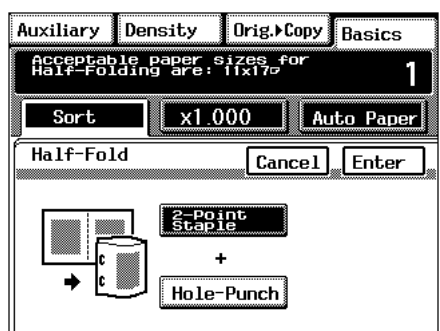 Auxiliary Density Orig.▸Copy Basics
Acceptable paper sizes for
Half-Folding are: 11x17▱ 1
Sort x1.000 Auto Paper
Half-Fold Cancel Enter
2-Point
Staple
+
Hole-Punch